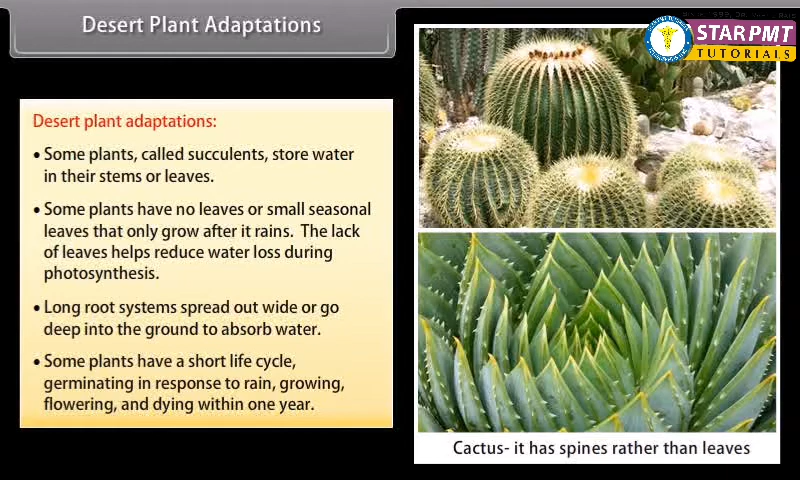 Desert Plant Adaptations
STAR PMT
TUTORIALS
Desert plant adaptations:
• Some plants, called succulents, store water
in their stems or leaves.
• Some plants have no leaves or small seasonal
leaves that only grow after it rains. The lack
of leaves helps reduce water loss during
photosynthesis.
• Long root systems spread out wide or go
deep into the ground to absorb water.
• Some plants have a short life cycle,
germinating in response to rain, growing,
flowering, and dying within one year.
Cactus- it has spines rather than leaves